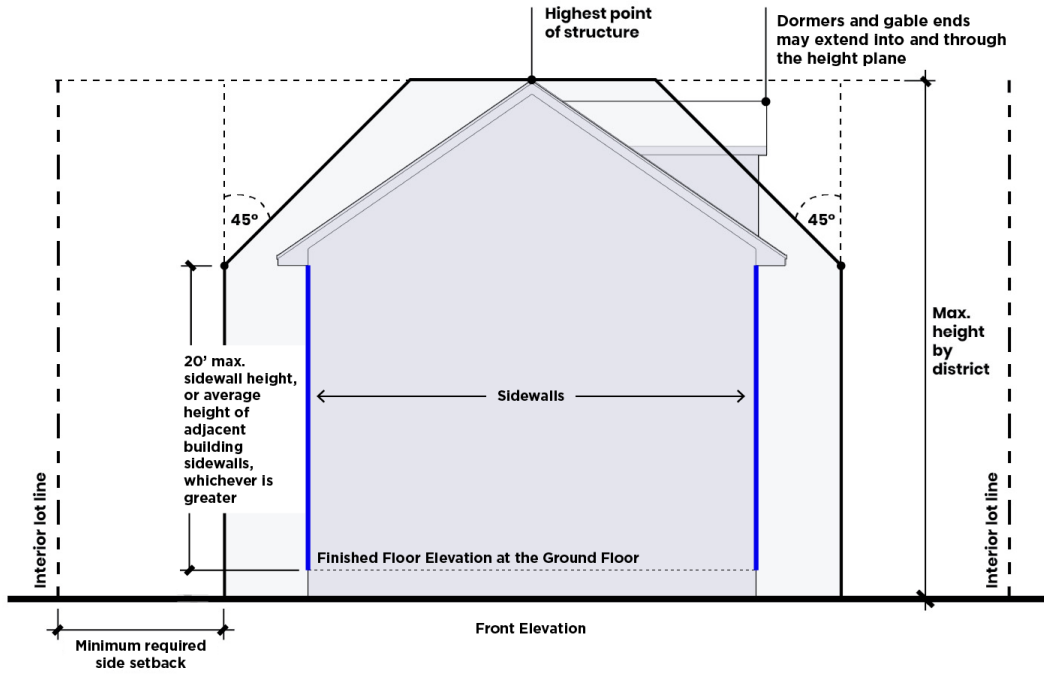 Highest point
of structure
Dormers and gable ends
may extend into and through
the height plane
45°
45°
Max.
height
by
district
20’ max.
sidewall height,
or average
height of
adjacent
building
sidewalls,
whichever is
greater
Sidewalls
Interior lot line
Interior lot line
Finished Floor Elevation at the Ground Floor
Front Elevation
Minimum required
side setback